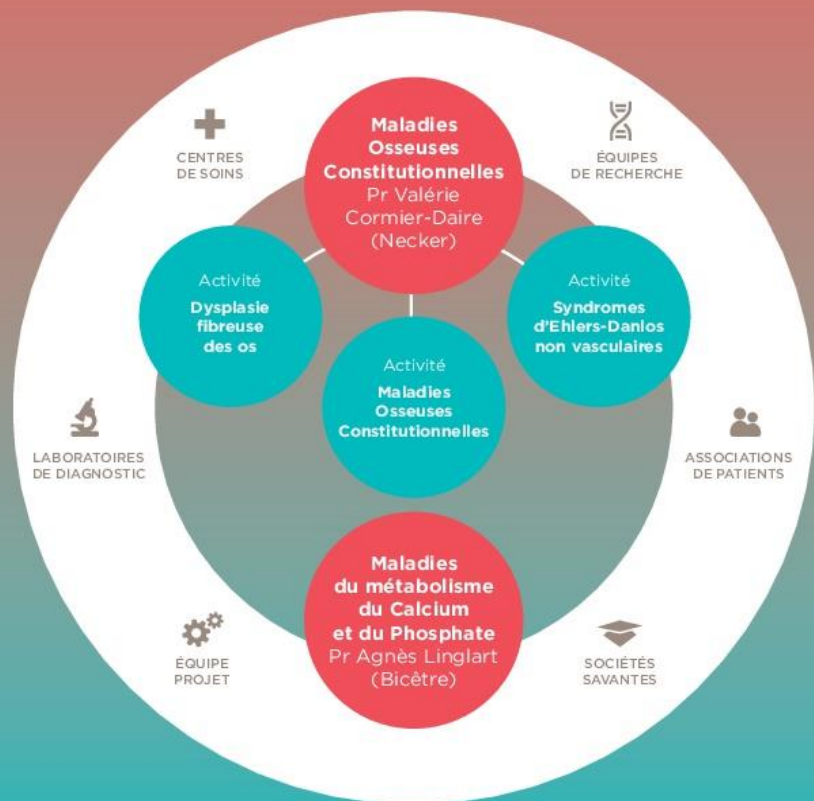 Maladies
Osseuses
Constitutionnelles
Pr Valérie
Cormier-Daire
(Necker)
CENTRES
DE SOINS
ÉQUIPES
DE RECHERCHE
Activité
Dysplasie
fibreuse
des os
Activité
Syndromes
d'Ehlers-Danlos
non vasculaires
Activité
Maladies
Osseuses
Constitutionnelles
LABORATOIRES
DE DIAGNOSTIC
ASSOCIATIONS
DE PATIENTS
Maladies
du métabolisme
du Calcium
et du Phosphate
Pr Agnès Linglart
(Bicêtre)
ÉQUIPE
PROJET
SOCIÉTÉS
SAVANTES